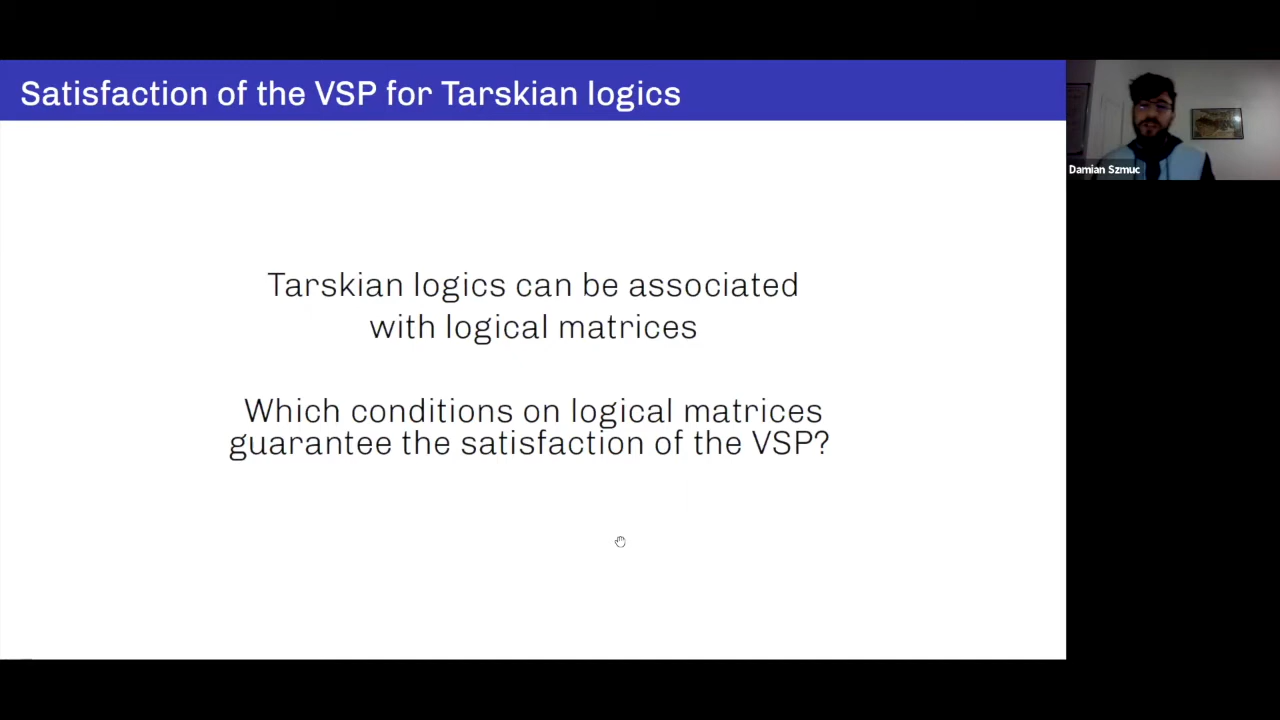 Satisfaction of the VSP for Tarskian logics
Damian Szmuc
Tarskian logics can be associated
with logical matrices
Which conditions on logical matrices
guarantee the satisfaction of the VSP?